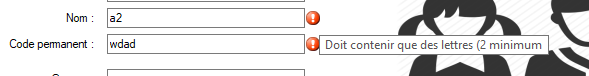 Nom : a2
Code permanent : wdad Doit contenir que des lettres (2 minimum